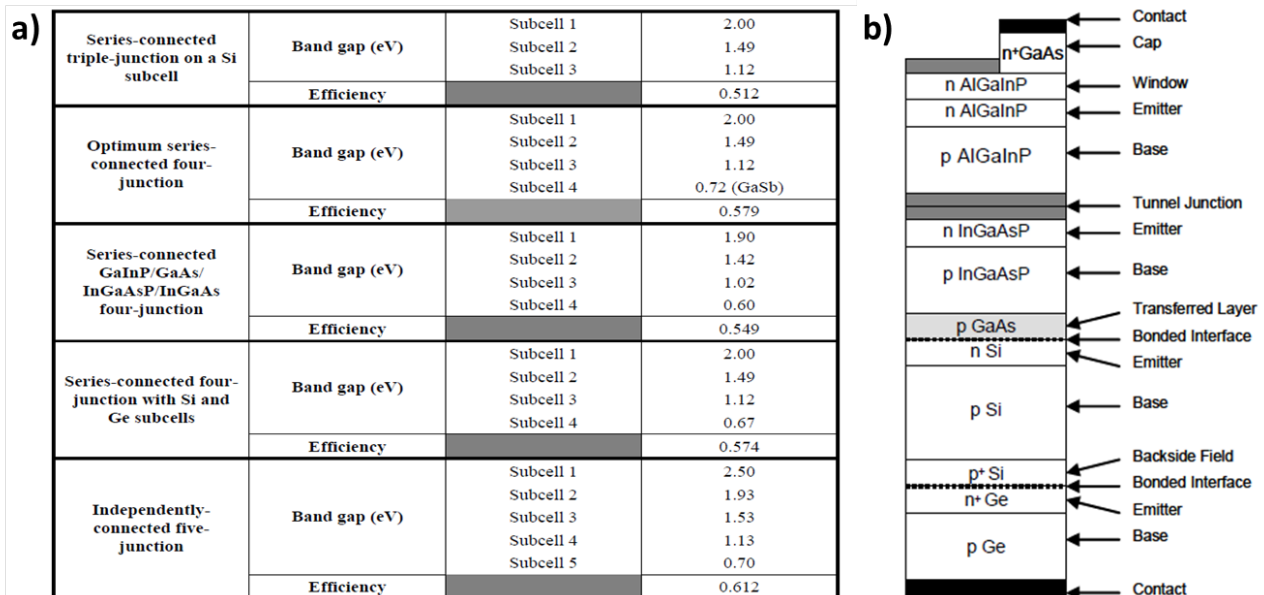 a)
Series-connected
triple-junction on a Si
subcell
Band gap (eV)
Subcell 1 2.00
Subcell 2 1.49
Subcell 3 1.12
Efficiency 0.512
Optimum series-
connected four-
junction
Band gap (eV)
Subcell 1 2.00
Subcell 2 1.49
Subcell 3 1.12
Subcell 4 0.72 (GaSb)
Efficiency 0.579
Series-connected
GaInP/GaAs/
InGaAsP/InGaAs
four-junction
Band gap (eV)
Subcell 1 1.90
Subcell 2 1.42
Subcell 3 1.02
Subcell 4 0.60
Efficiency 0.549
Series-connected four-
junction with Si and
Ge subcells
Band gap (eV)
Subcell 1 2.00
Subcell 2 1.49
Subcell 3 1.12
Subcell 4 0.67
Efficiency 0.574
Independently-
connected five-
junction
Band gap (eV)
Subcell 1 2.50
Subcell 2 1.93
Subcell 3 1.53
Subcell 4 1.13
Subcell 5 0.70
Efficiency 0.612
b)
Contact
n⁺GaAs Cap
n AlGaInP Window
n AlGaInP Emitter
p AlGaInP Base
Tunnel Junction
n InGaAsP Emitter
p InGaAsP Base
p GaAs Transferred Layer
Bonded Interface
n Si Emitter
p Si Base
p⁺ Si Backside Field
Bonded Interface
n⁺ Ge Emitter
p Ge Base
Contact